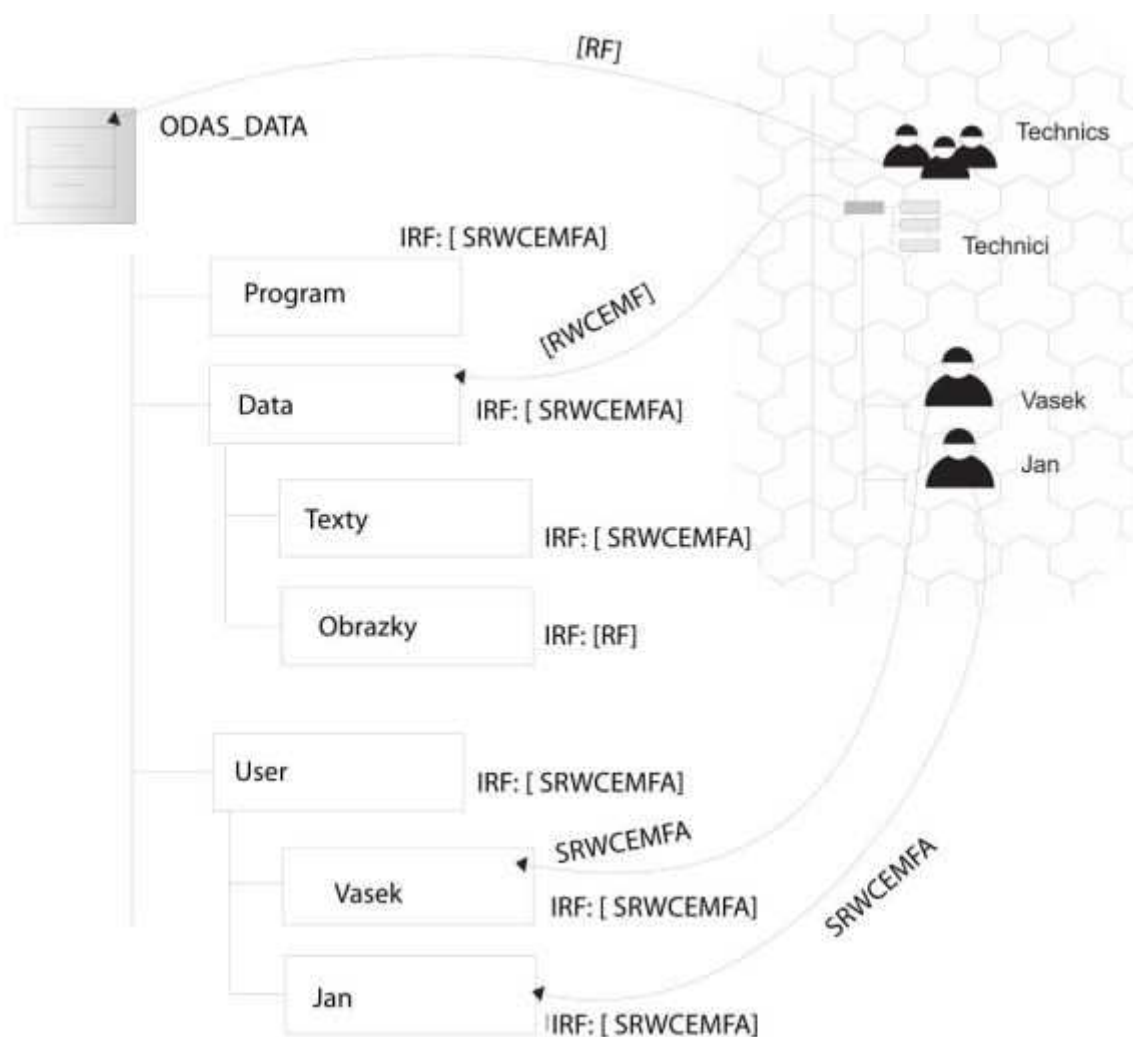 [RF]
ODAS_DATA
Technics
IRF: [ SRWCEMFA]
Technici
Program
[RWCEMF]
Data
IRF: [ SRWCEMFA]
Vasek
Jan
Texty
IRF: [ SRWCEMFA]
Obrazky
IRF: [RF]
User
IRF: [ SRWCEMFA]
SRWCEMFA
Vasek
IRF: [ SRWCEMFA]
SRWCEMFA
Jan
IRF: [ SRWCEMFA]